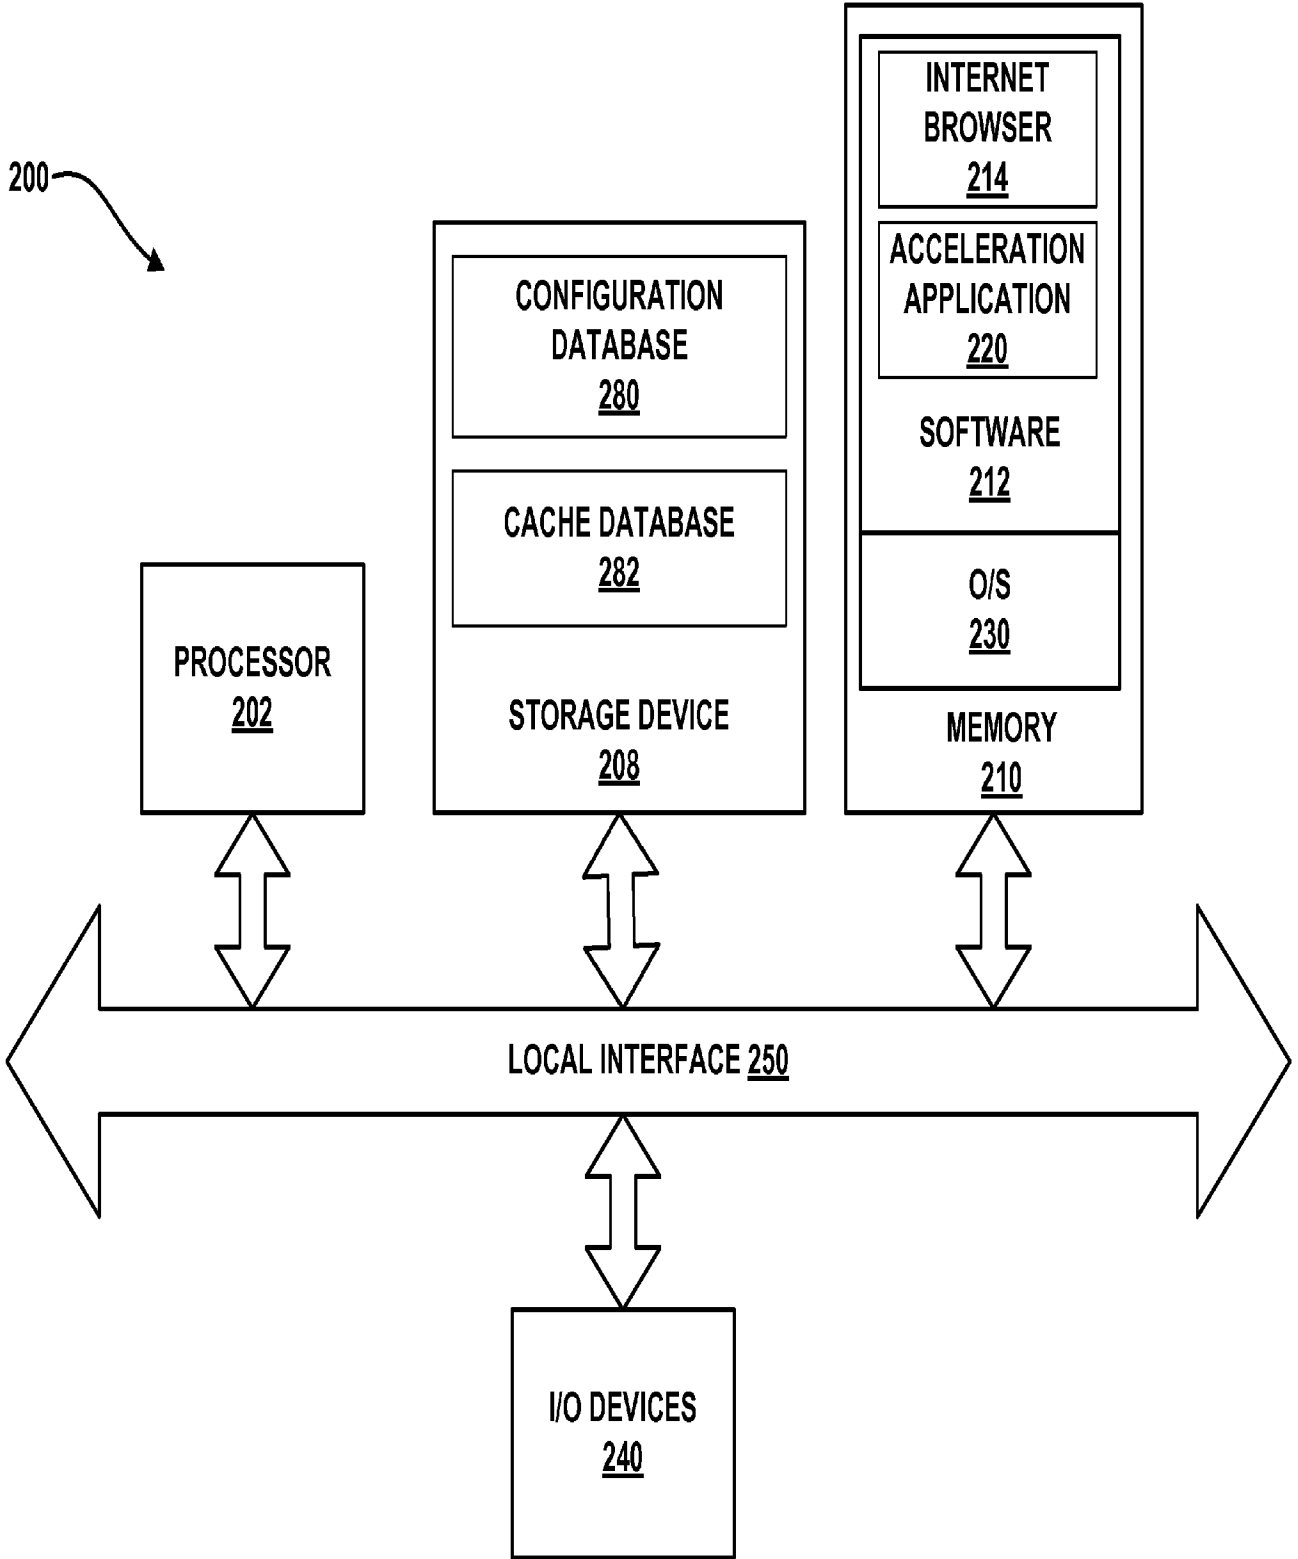 200
PROCESSOR
202
CONFIGURATION
DATABASE
280
CACHE DATABASE
282
STORAGE DEVICE
208
INTERNET
BROWSER
214
ACCELERATION
APPLICATION
220
SOFTWARE
212
O/S
230
MEMORY
210
LOCAL INTERFACE 250
I/O DEVICES
240